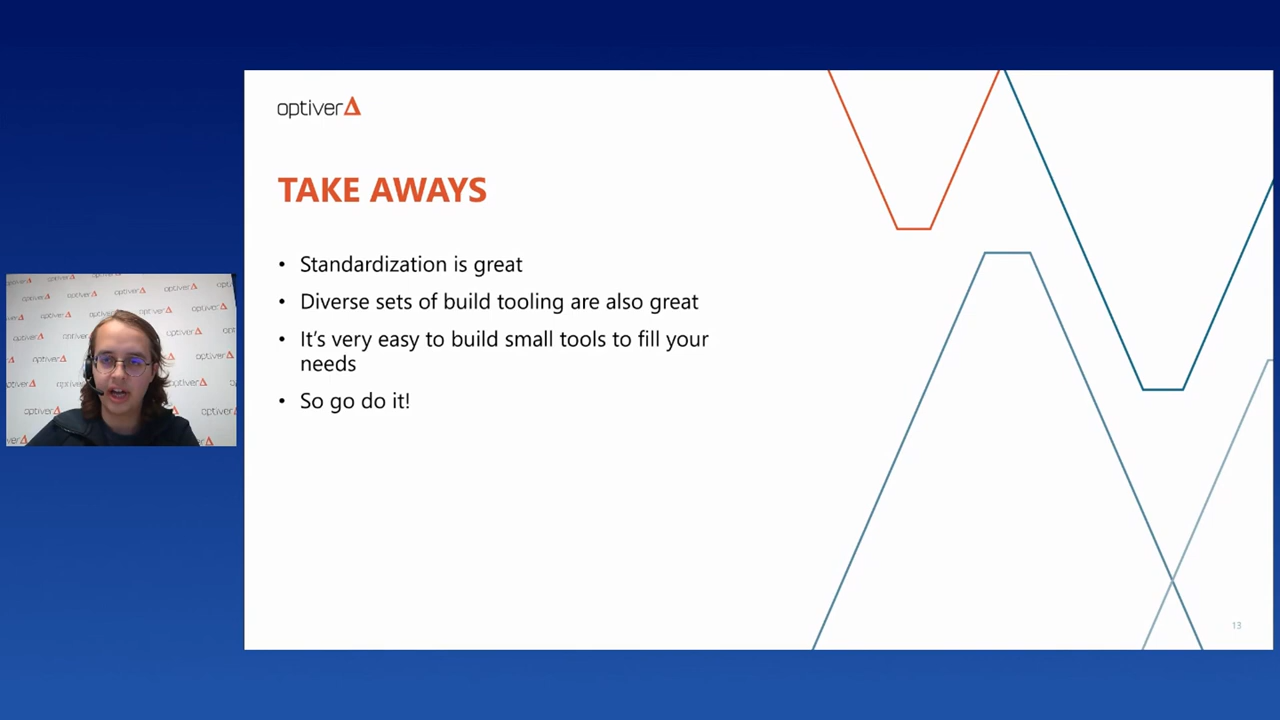 optiver
TAKE AWAYS
• Standardization is great
• Diverse sets of build tooling are also great
• It’s very easy to build small tools to fill your
needs
• So go do it!
13